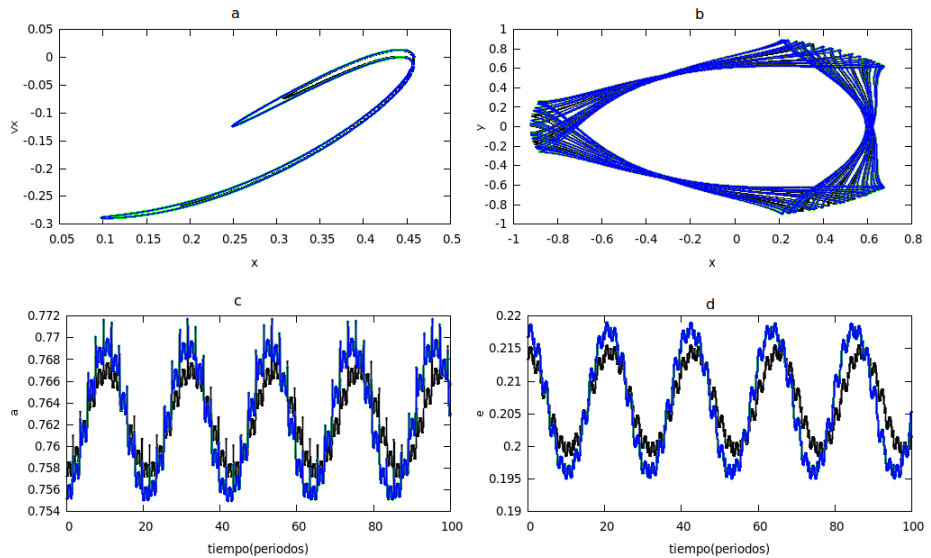 a
0.05
0
-0.05
-0.1
-0.15
-0.2
-0.25
-0.3
vx
0.05 0.1 0.15 0.2 0.25 0.3 0.35 0.4 0.45 0.5
x
b
1
0.8
0.6
0.4
0.2
0
-0.2
-0.4
-0.6
-0.8
-1
y
-1 -0.8 -0.6 -0.4 -0.2 0 0.2 0.4 0.6 0.8
x
c
0.772
0.77
0.768
0.766
0.764
0.762
0.76
0.758
0.756
0.754
a
0 20 40 60 80 100
tiempo(periodos)
d
0.22
0.215
0.21
0.205
0.2
0.195
0.19
e
0 20 40 60 80 100
tiempo(periodos)